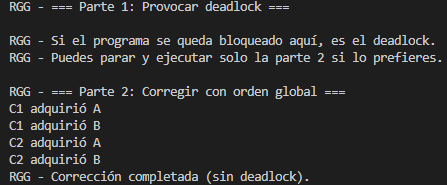 RGG - === Parte 1: Provocar deadlock ===
RGG - Si el programa se queda bloqueado aquí, es el deadlock.
RGG - Puedes parar y ejecutar solo la parte 2 si lo prefieres.
RGG - === Parte 2: Corregir con orden global ===
C1 adquirió A
C1 adquirió B
C2 adquirió A
C2 adquirió B
RGG - Corrección completada (sin deadlock).